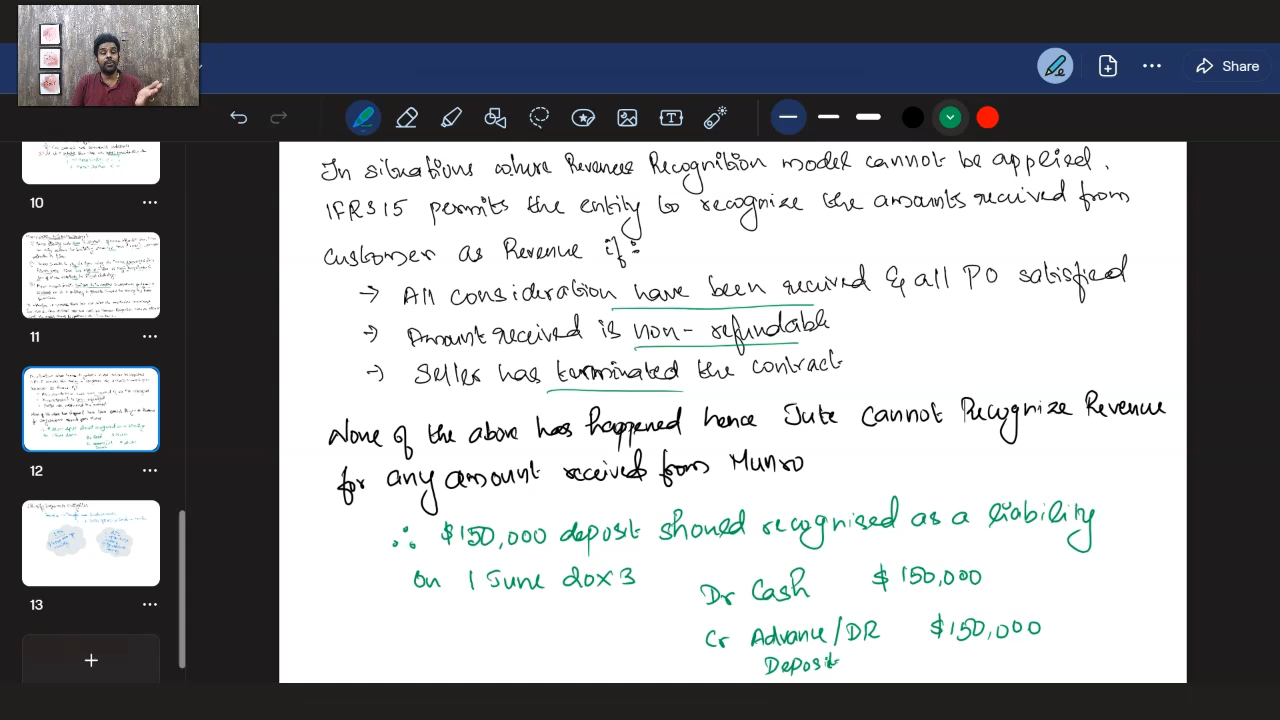 Share
In situations where Revenue Recognition model cannot be applied,
IFRS15 permits the entity to recognize the amounts received from
customer as Revenue if:-
→ All consideration have been received & all PO satisfied
→ Amount received is non-refundable
→ Seller has terminated the contract
None of the above has happened hence Jute cannot Recognize Revenue
for any amount received from Munro
∴ $150,000 deposit should recognised as a liability
on 1 June 20X3
Dr Cash $150,000
Cr Advance/DR $150,000
Deposit
10
11
12
13